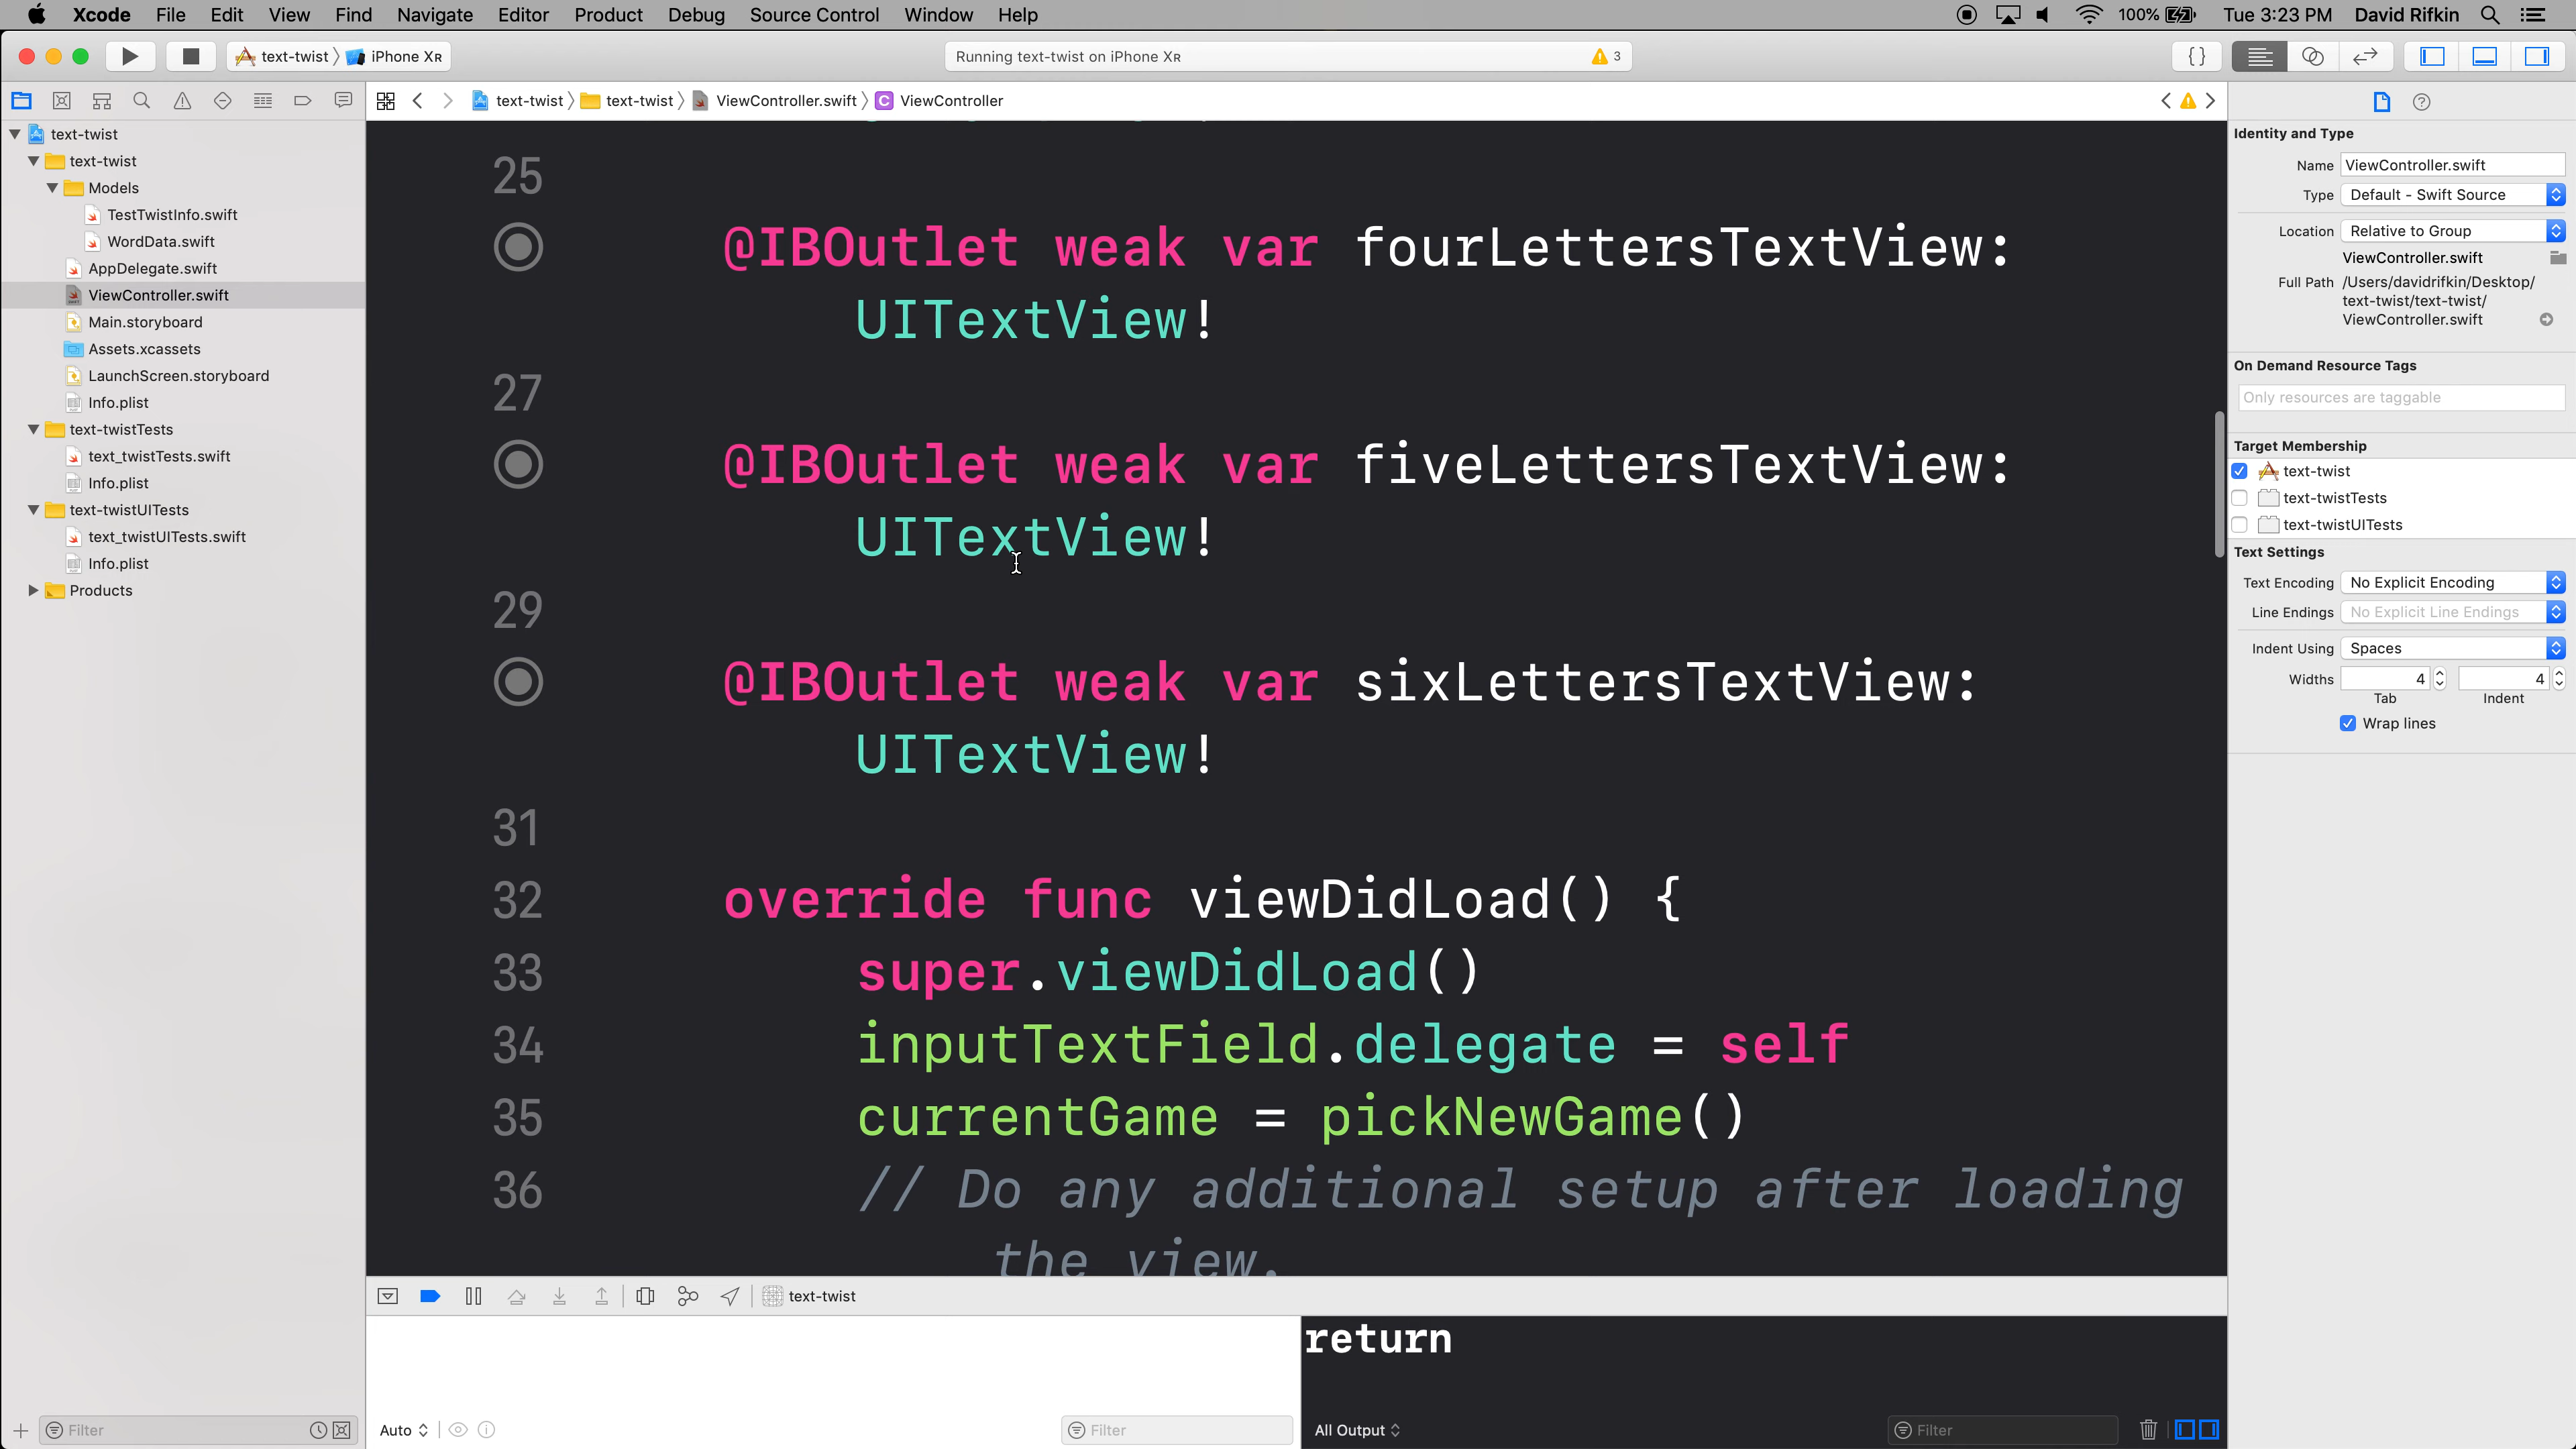 Xcode File Edit View Find Navigate Editor Product Debug Source Control Window Help 100% Tue 3:23 PM David Rifkin
text-twist iPhone XR Running text-twist on iPhone XR 3 {}
text-twist text-twist ViewController.swift C ViewController
text-twist
text-twist
Models
TestTwistInfo.swift
WordData.swift
AppDelegate.swift
ViewController.swift
Main.storyboard
Assets.xcassets
LaunchScreen.storyboard
Info.plist
text-twistTests
text_twistTests.swift
Info.plist
text-twistUITests
text_twistUITests.swift
Info.plist
Products
Filter
25
@IBOutlet weak var fourLettersTextView:
UITextView!
27
@IBOutlet weak var fiveLettersTextView:
UITextView!
29
@IBOutlet weak var sixLettersTextView:
UITextView!
31
32 override func viewDidLoad() {
33 super.viewDidLoad()
34 inputTextField.delegate = self
35 currentGame = pickNewGame()
36 // Do any additional setup after loading
the view.
text-twist
return
Auto Filter All Output Filter
Identity and Type
Name ViewController.swift
Type Default - Swift Source
Location Relative to Group
ViewController.swift
Full Path /Users/davidrifkin/Desktop/
text-twist/text-twist/
ViewController.swift
On Demand Resource Tags
Only resources are taggable
Target Membership
text-twist
text-twistTests
text-twistUITests
Text Settings
Text Encoding No Explicit Encoding
Line Endings No Explicit Line Endings
Indent Using Spaces
Widths 4 4
Tab Indent
Wrap lines